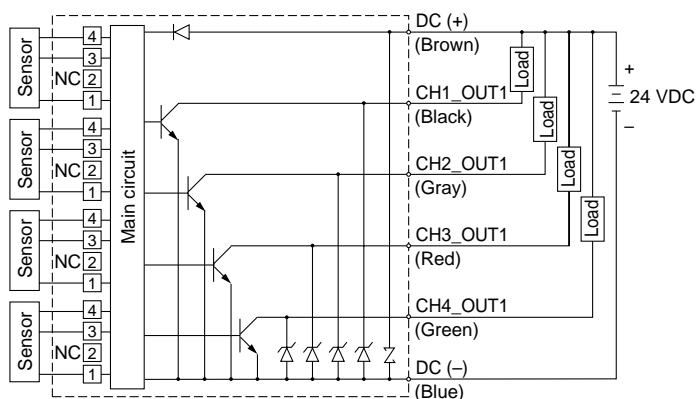 DC (+)
(Brown)
CH1_OUT1
(Black)
CH2_OUT1
(Gray)
CH3_OUT1
(Red)
CH4_OUT1
(Green)
DC (–)
(Blue)
Load
Load
Load
Load
+
24 VDC
–
Main circuit
Sensor
4
3
NC 2
1
Sensor
4
3
NC 2
1
Sensor
4
3
NC 2
1
Sensor
4
3
NC 2
1